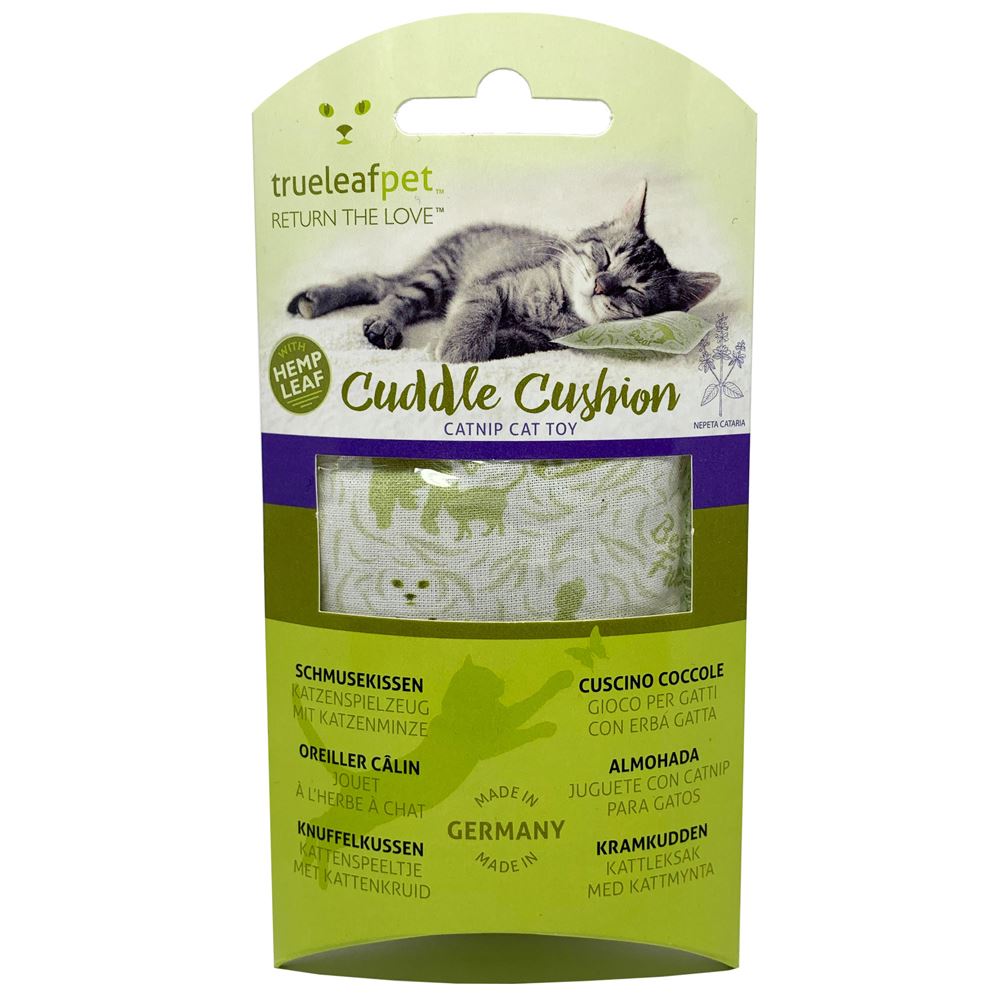 trueleafpet™
RETURN THE LOVE™
WITH
HEMP
LEAF
Cuddle Cushion
CATNIP CAT TOY
NEPETA CATARIA
SCHMUSEKISSEN
KATZENSPIELZEUG
MIT KATZENMINZE
OREILLER CÂLIN
JOUET
À L'HERBE À CHAT
KNUFFELKUSSEN
KATTENSPEELTJE
MET KATTENKRUID
MADE IN
GERMANY
MADE IN
CUSCINO COCCOLE
GIOCO PER GATTI
CON ERBÁ GATTA
ALMOHADA
JUGUETE CON CATNIP
PARA GATOS
KRAMKUDDEN
KATTLEKSAK
MED KATTMYNTA